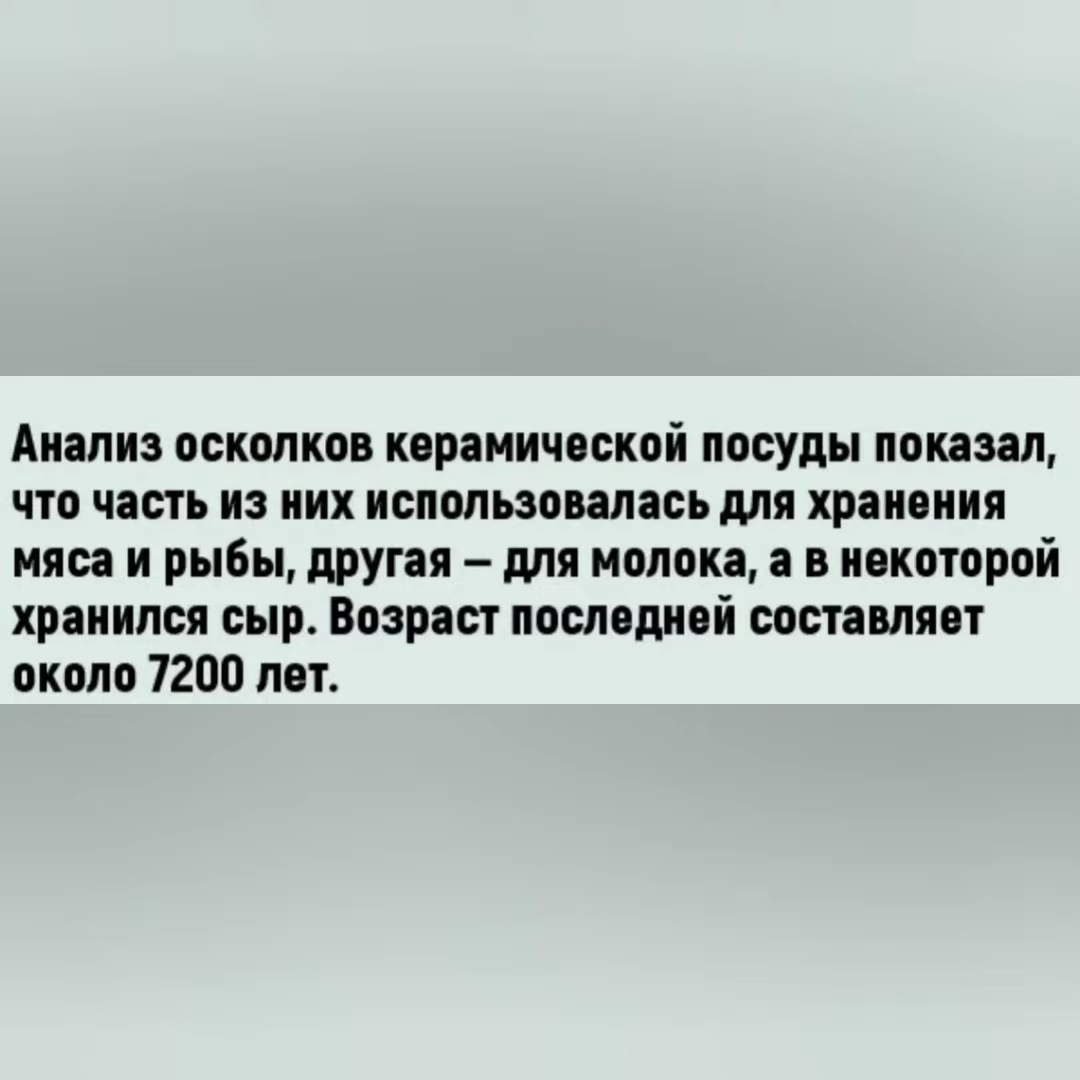 Анализ осколков керамической посуды показал,
что часть из них использовалась для хранения
мяса и рыбы, другая – для молока, а в некоторой
хранился сыр. Возраст последней составляет
около 7200 лет.